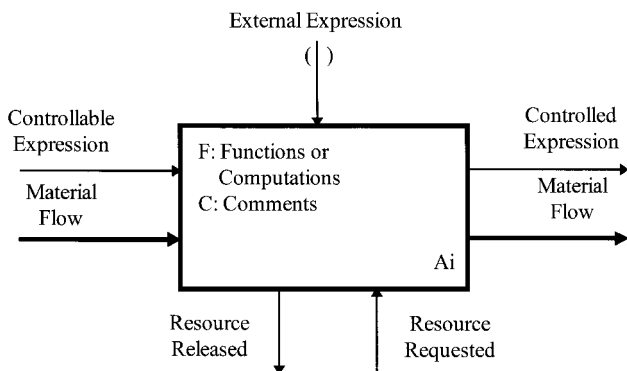 External Expression
( )
Controllable
Expression
Material
Flow
F: Functions or
Computations
C: Comments
Ai
Controlled
Expression
Material
Flow
Resource
Released
Resource
Requested